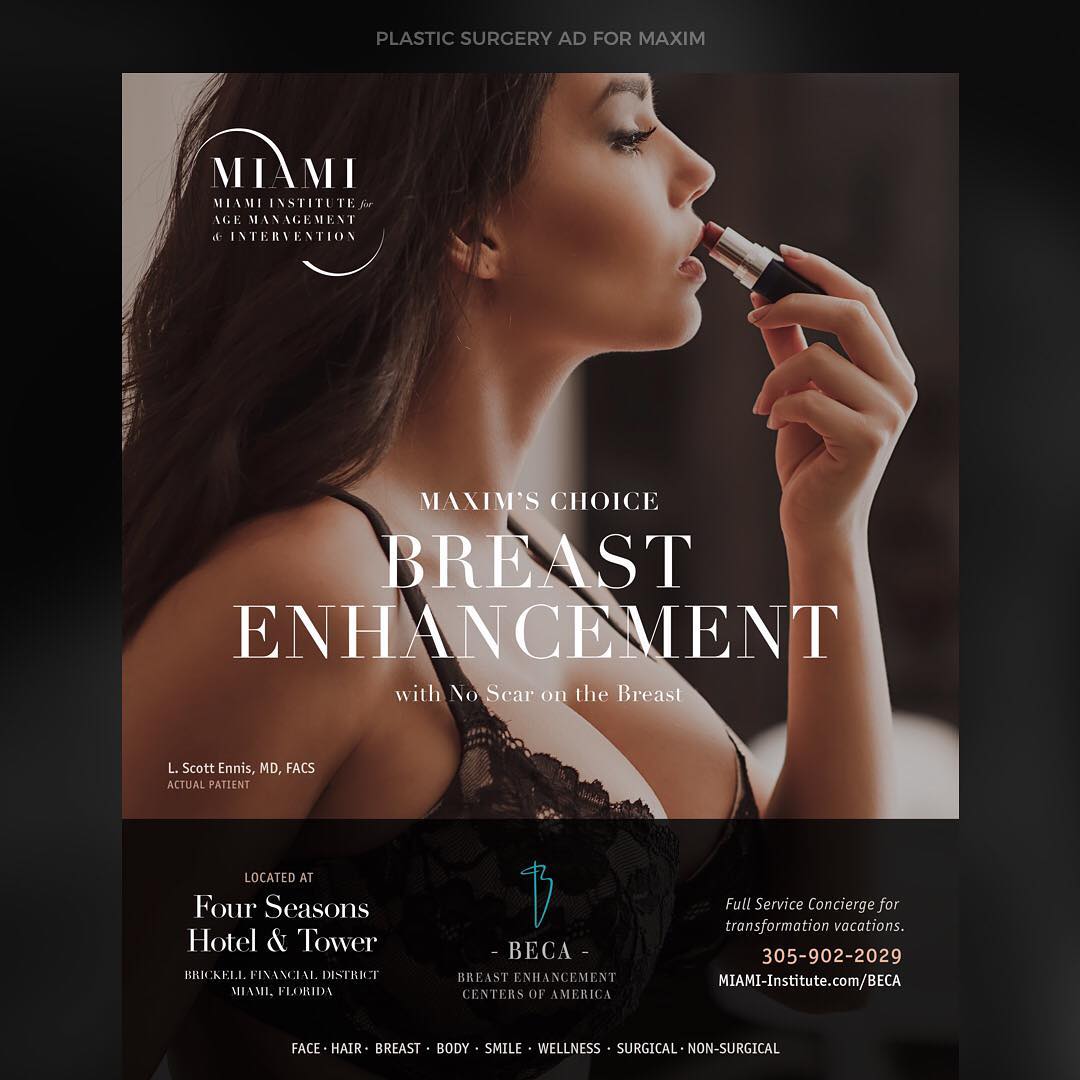 PLASTIC SURGERY AD FOR MAXIM
MIAMI
MIAMI INSTITUTE for
AGE MANAGEMENT
& INTERVENTION
MAXIM'S CHOICE
BREAST
ENHANCEMENT
with No Scar on the Breast
L. Scott Ennis, MD, FACS
ACTUAL PATIENT
LOCATED AT
Four Seasons
Hotel & Tower
BRICKELL FINANCIAL DISTRICT
MIAMI, FLORIDA
- BECA -
BREAST ENHANCEMENT
CENTERS OF AMERICA
Full Service Concierge for
transformation vacations.
305-902-2029
MIAMI-Institute.com/BECA
FACE · HAIR · BREAST · BODY · SMILE · WELLNESS · SURGICAL · NON-SURGICAL